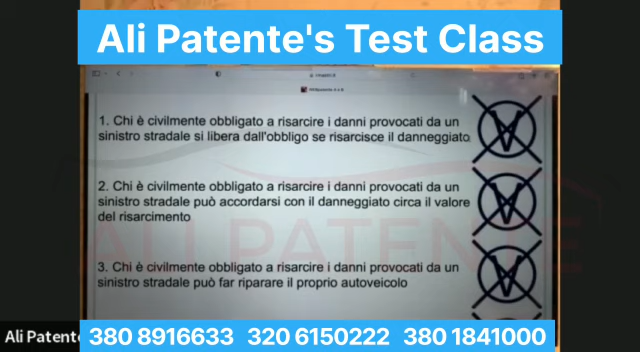 Ali Patente's Test Class
1. Chi è civilmente obbligato a risarcire i danni provocati da un
sinistro stradale si libera dall'obbligo se risarcisce il danneggiato
V
2. Chi è civilmente obbligato a risarcire i danni provocati da un
sinistro stradale può accordarsi con il danneggiato circa il valore
del risarcimento
V
3. Chi è civilmente obbligato a risarcire i danni provocati da un
sinistro stradale può far riparare il proprio autoveicolo
V
ALI PATENTE
Ali Patente
380 8916633 320 6150222 380 1841000